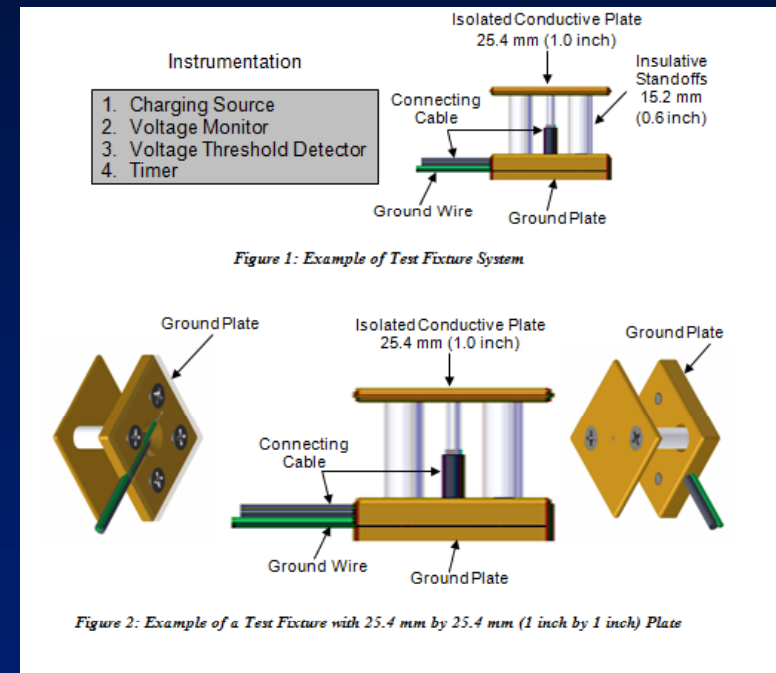 Instrumentation
1. Charging Source
2. Voltage Monitor
3. Voltage Threshold Detector
4. Timer
Isolated Conductive Plate
25.4 mm (1.0 inch)
Insulative
Standoffs
15.2 mm
(0.6 inch)
Connecting
Cable
Ground Wire
Ground Plate
Figure 1: Example of Test Fixture System
Ground Plate
Isolated Conductive Plate
25.4 mm (1.0 inch)
Ground Plate
Connecting
Cable
Ground Wire
Ground Plate
Figure 2: Example of a Test Fixture with 25.4 mm by 25.4 mm (1 inch by 1 inch) Plate